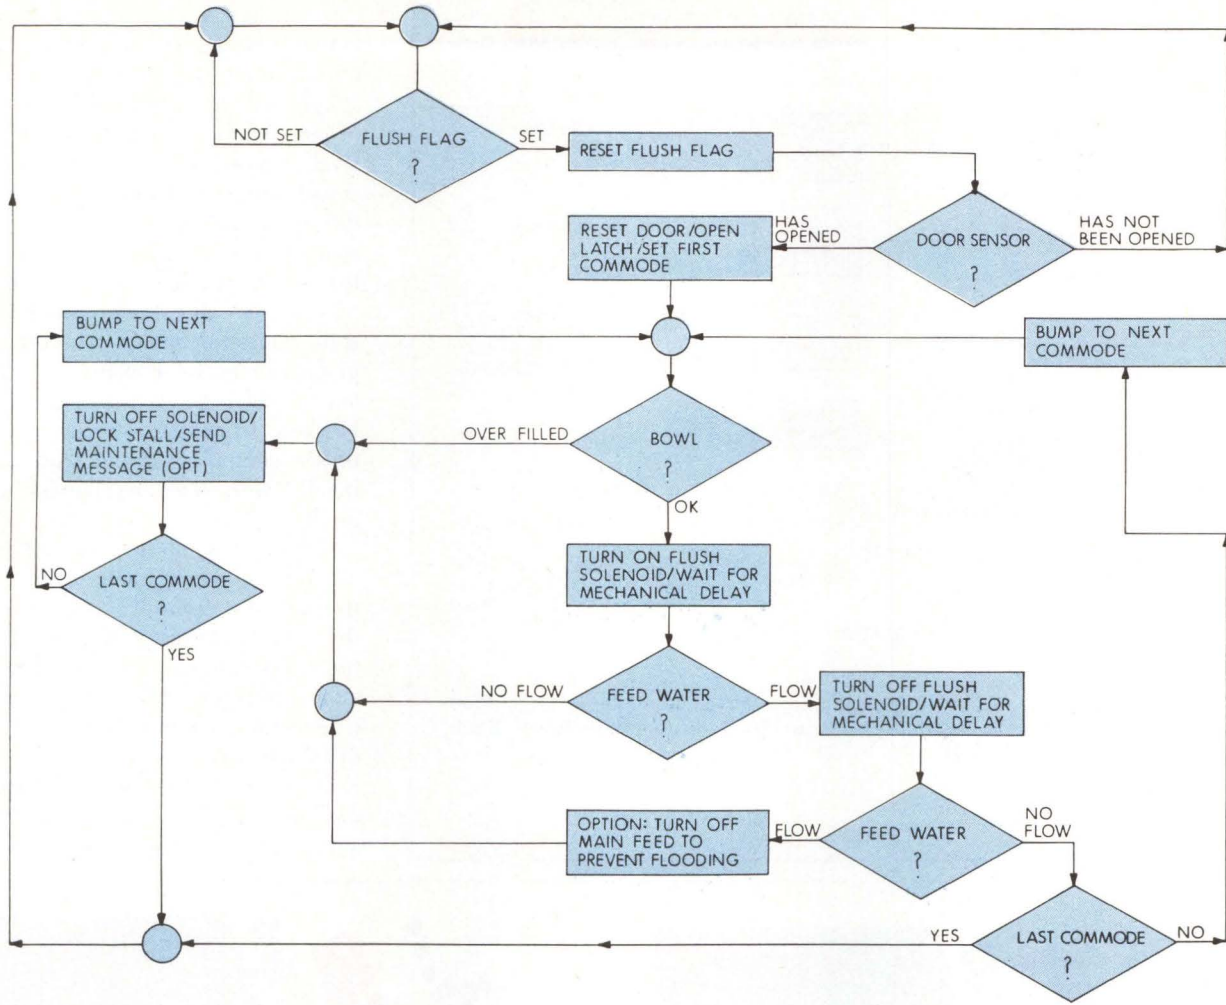 NOT SET
FLUSH FLAG
?
SET
RESET FLUSH FLAG
RESET DOOR/OPEN
LATCH/SET FIRST
COMMODE
HAS
OPENED
DOOR SENSOR
?
HAS NOT
BEEN OPENED
BUMP TO NEXT
COMMODE
BUMP TO NEXT
COMMODE
TURN OFF SOLENOID/
LOCK STALL/SEND
MAINTENANCE
MESSAGE (OPT)
OVER FILLED
BOWL
?
OK
NO
LAST COMMODE
?
YES
TURN ON FLUSH
SOLENOID/WAIT FOR
MECHANICAL DELAY
NO FLOW
FEED WATER
?
FLOW
TURN OFF FLUSH
SOLENOID/WAIT FOR
MECHANICAL DELAY
OPTION: TURN OFF
MAIN FEED TO
PREVENT FLOODING
FLOW
FEED WATER
?
NO
FLOW
YES
LAST COMMODE
?
NO